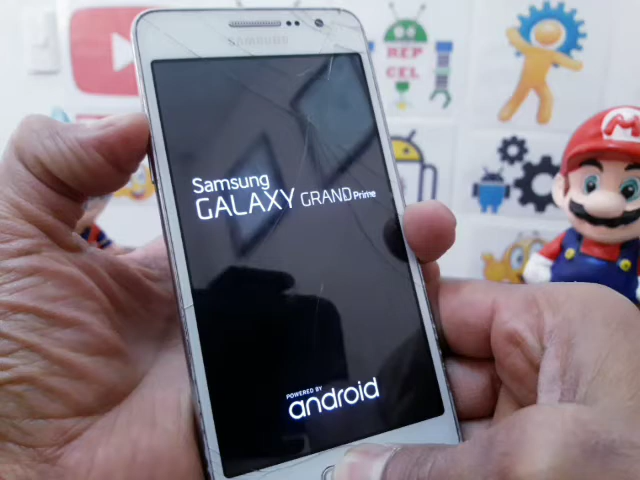 SAMSUNG
REP
CEL
M
Samsung
GALAXY GRAND Prime
POWERED BY
android